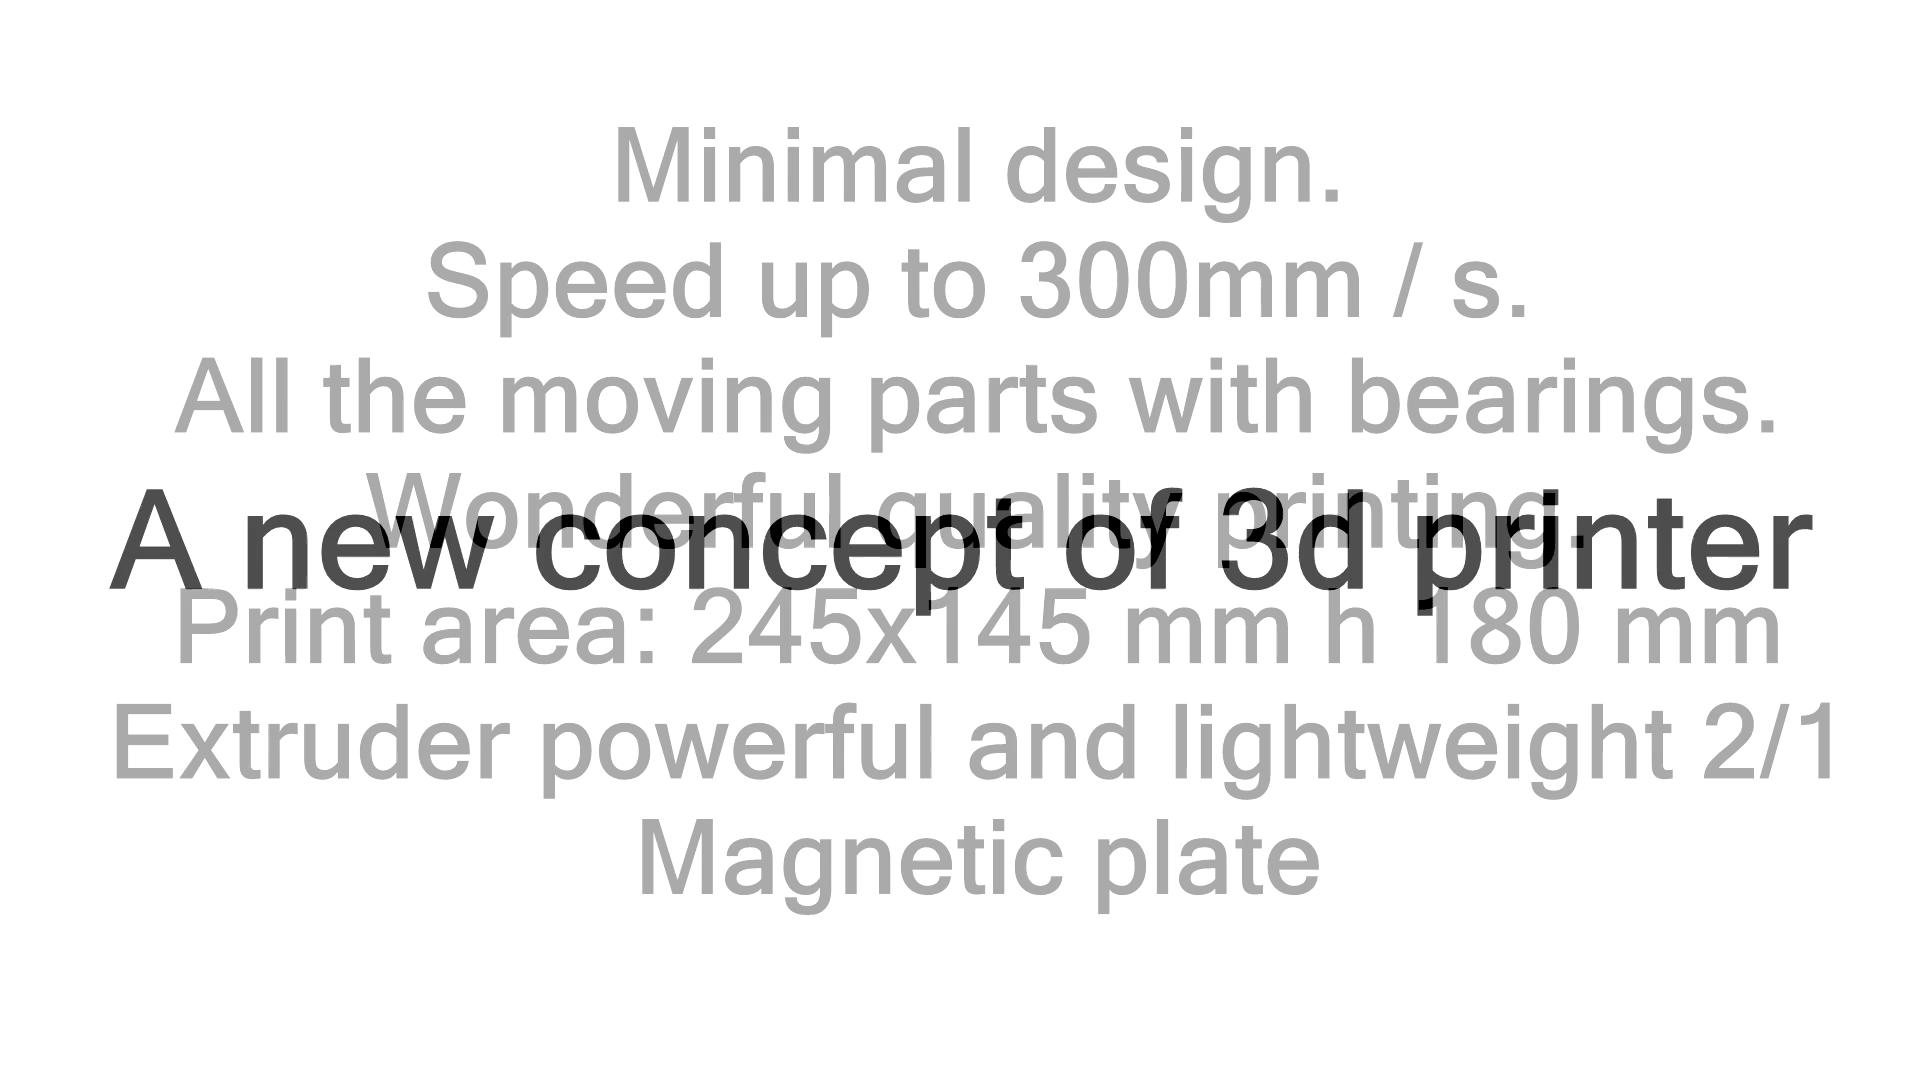 Minimal design.
Speed up to 300mm / s.
All the moving parts with bearings.
Wonderful quality printing.
A new concept of 3d printer
Print area: 245x145 mm h 180 mm
Extruder powerful and lightweight 2/1
Magnetic plate